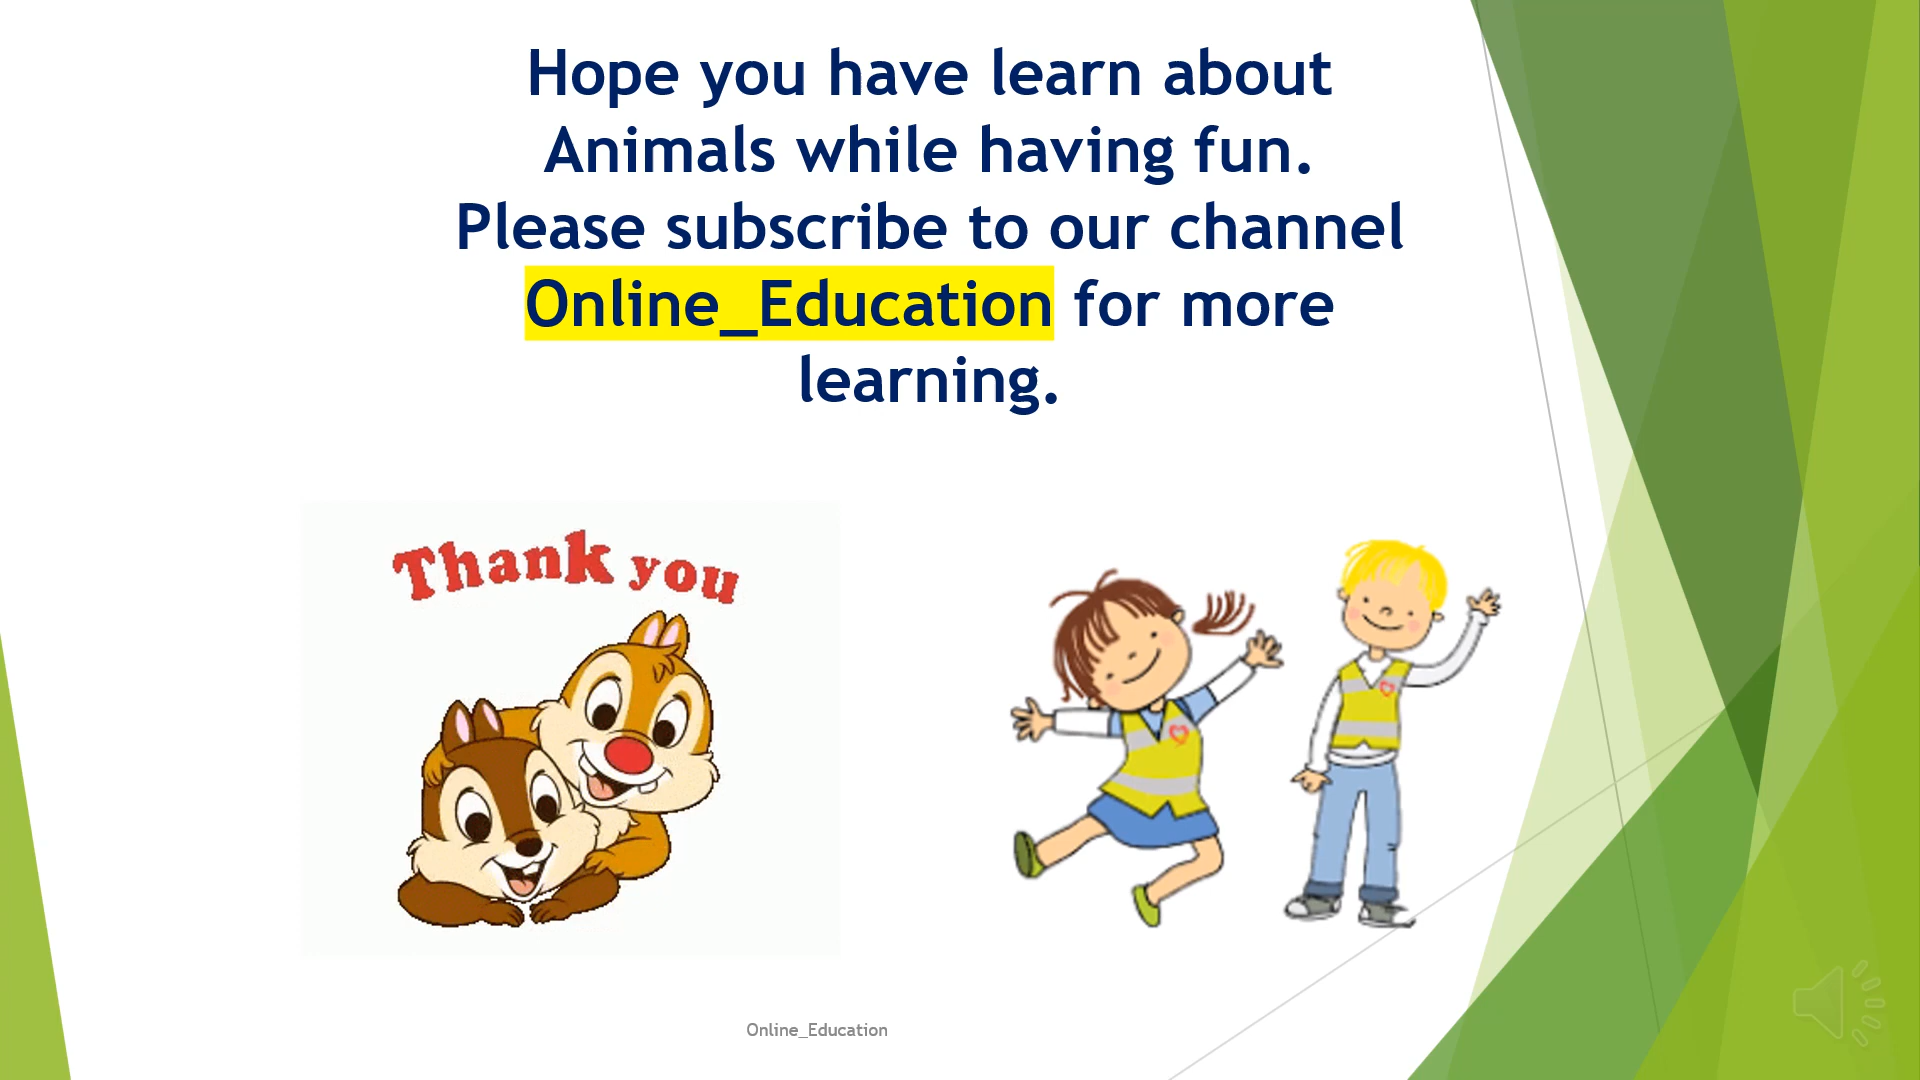 Hope you have learn about
Animals while having fun.
Please subscribe to our channel
Online_Education for more
learning.
Thank you
Online_Education